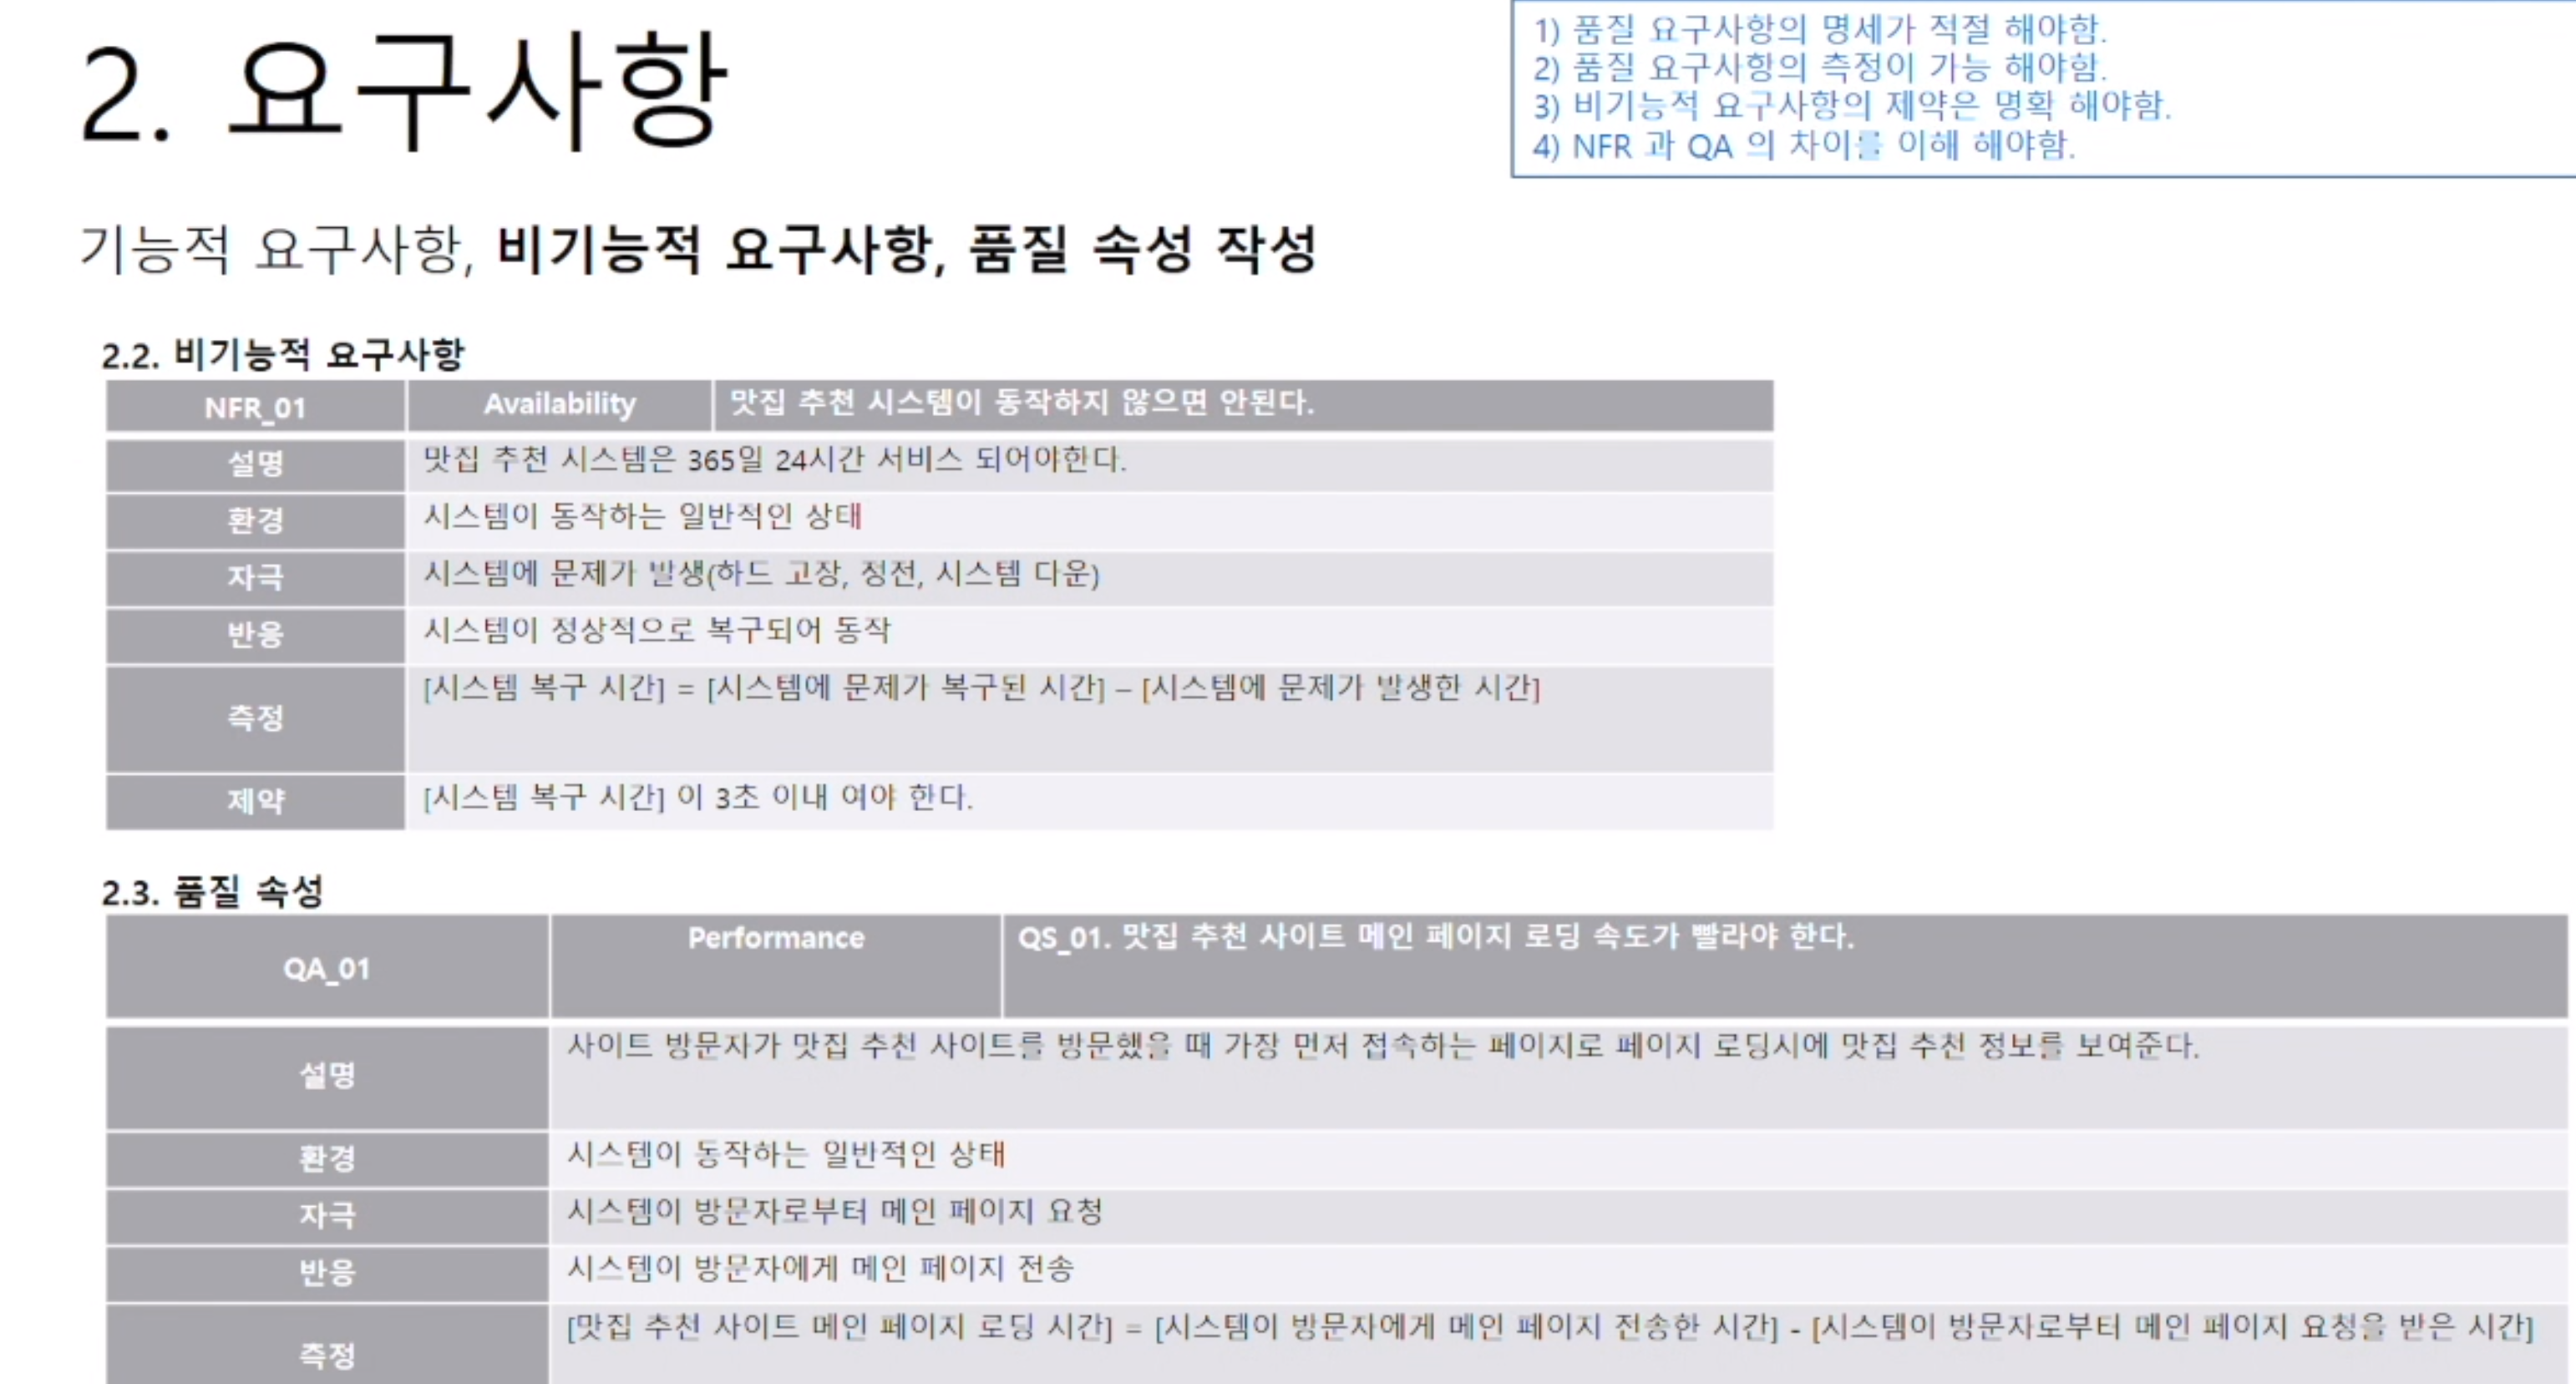 2. 요구사항
1) 품질 요구사항의 명세가 적절 해야함.
2) 품질 요구사항의 측정이 가능 해야함.
3) 비기능적 요구사항의 제약은 명확 해야함.
4) NFR 과 QA 의 차이를 이해 해야함.
기능적 요구사항, 비기능적 요구사항, 품질 속성 작성
2.2. 비기능적 요구사항
NFR_01 Availability 맛집 추천 시스템이 동작하지 않으면 안된다.
설명 맛집 추천 시스템은 365일 24시간 서비스 되어야한다.
환경 시스템이 동작하는 일반적인 상태
자극 시스템에 문제가 발생(하드 고장, 정전, 시스템 다운)
반응 시스템이 정상적으로 복구되어 동작
측정 [시스템 복구 시간] = [시스템에 문제가 복구된 시간] – [시스템에 문제가 발생한 시간]
제약 [시스템 복구 시간] 이 3초 이내 여야 한다.
2.3. 품질 속성
QA_01 Performance QS_01. 맛집 추천 사이트 메인 페이지 로딩 속도가 빨라야 한다.
설명 사이트 방문자가 맛집 추천 사이트를 방문했을 때 가장 먼저 접속하는 페이지로 페이지 로딩시에 맛집 추천 정보를 보여준다.
환경 시스템이 동작하는 일반적인 상태
자극 시스템이 방문자로부터 메인 페이지 요청
반응 시스템이 방문자에게 메인 페이지 전송
측정 [맛집 추천 사이트 메인 페이지 로딩 시간] = [시스템이 방문자에게 메인 페이지 전송한 시간] - [시스템이 방문자로부터 메인 페이지 요청을 받은 시간]